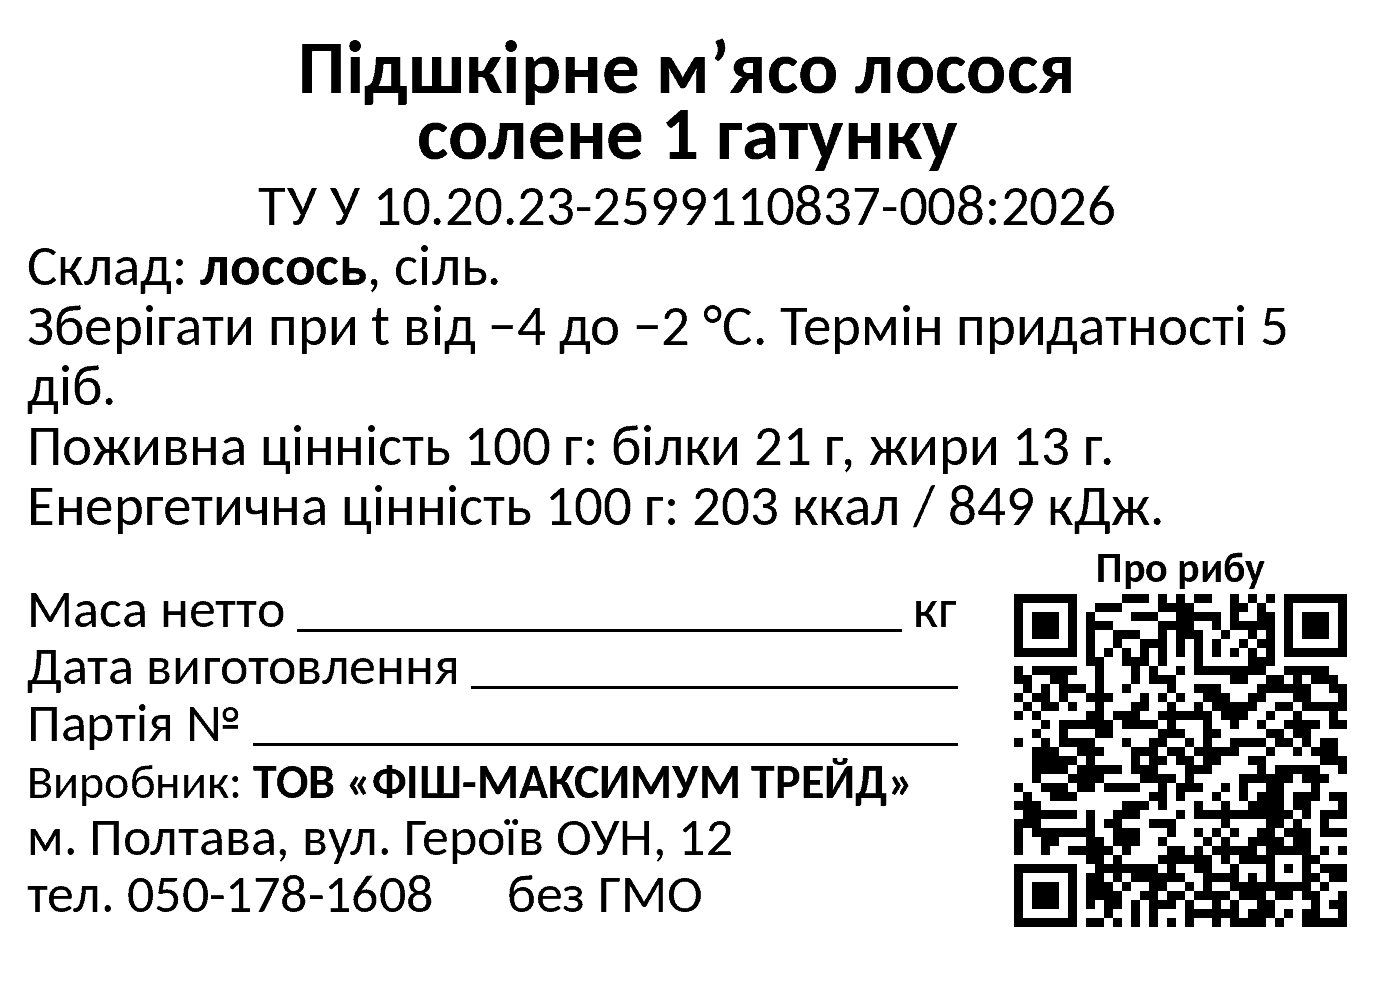 Підшкірне м’ясо лосося
солене 1 гатунку
ТУ У 10.20.23-2599110837-008:2026
Склад: лосось, сіль.
Зберігати при t від −4 до −2 °C. Термін придатності 5
діб.
Поживна цінність 100 г: білки 21 г, жири 13 г.
Енергетична цінність 100 г: 203 ккал / 849 кДж.
Про рибу
Маса нетто ______________________ кг
Дата виготовлення __________________
Партія № __________________________
Виробник: ТОВ «ФІШ-МАКСИМУМ ТРЕЙД»
м. Полтава, вул. Героїв ОУН, 12
тел. 050-178-1608 без ГМО